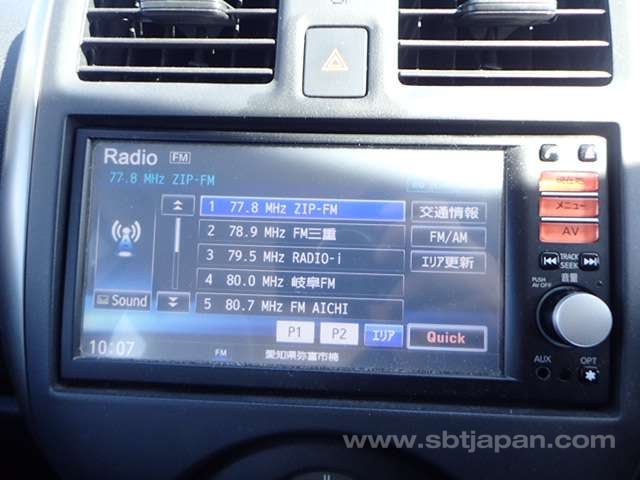 Radio FM
77.8 MHz ZIP-FM
1 77.8 MHz ZIP-FM
2 78.9 MHz FM三重
3 79.5 MHz RADIO-i
4 80.0 MHz 岐阜FM
5 80.7 MHz FM AICHI
交通情報
FM/AM
エリア更新
Sound
P1 P2 エリア Quick
10:07 FM 愛知県弥富市楠
現在地
メニュー
AV
TRACK
SEEK
PUSH
AV OFF
音量
AUX
OPT
www.sbtjapan.com